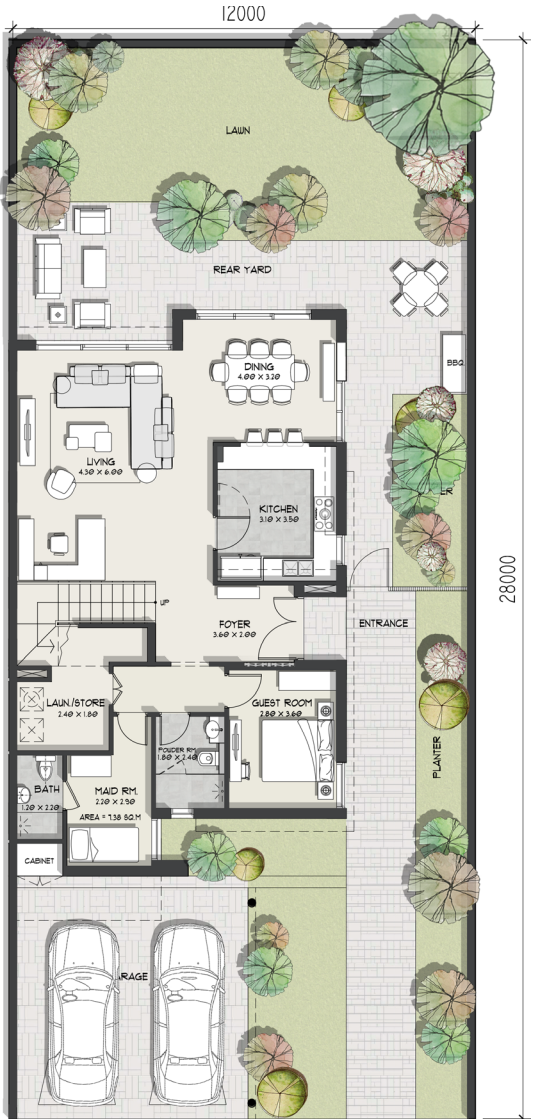 12000
LAWN
REAR YARD
BBQ
DINING
4.00 X 3.20
LIVING
4.30 X 6.00
KITCHEN
3.10 X 3.50
ER
28000
UP
FOYER
3.60 X 2.00
ENTRANCE
LAUN./STORE
2.40 X 1.80
GUEST ROOM
2.80 X 3.60
POWDER RM.
1.80 X 2.40
PLANTER
BATH
1.20 X 2.20
MAID RM.
2.20 X 2.90
AREA = 7.38 SQ.M
CABINET
ARAGE